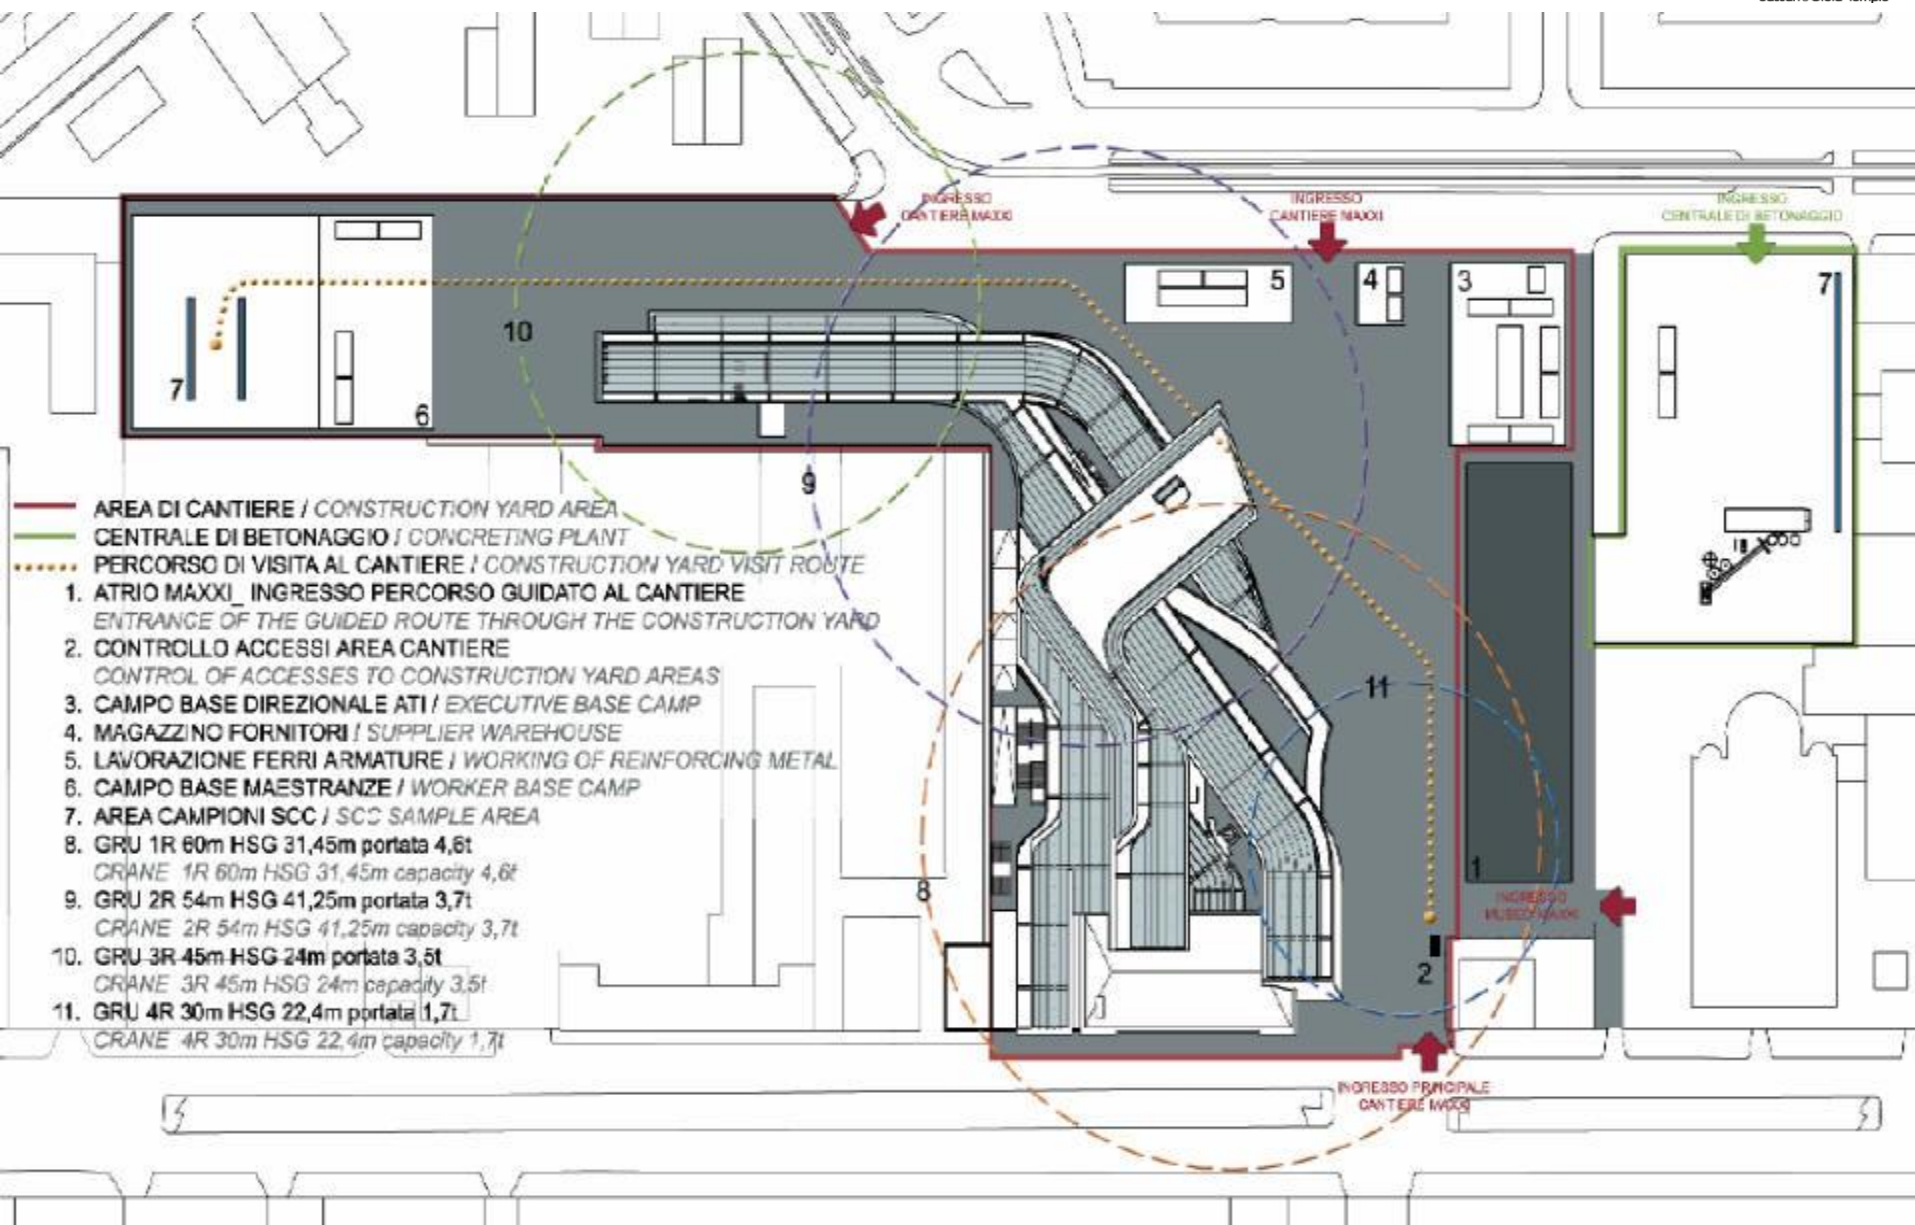 INGRESSO
CANTIERE MAXXI
INGRESSO
CANTIERE MAXXI
INGRESSO
CENTRALE DI BETONAGGIO
5
4
3
7
10
7
6
9
AREA DI CANTIERE / CONSTRUCTION YARD AREA
CENTRALE DI BETONAGGIO / CONCRETING PLANT
PERCORSO DI VISITA AL CANTIERE / CONSTRUCTION YARD VISIT ROUTE
1. ATRIO MAXXI_ INGRESSO PERCORSO GUIDATO AL CANTIERE
ENTRANCE OF THE GUIDED ROUTE THROUGH THE CONSTRUCTION YARD
2. CONTROLLO ACCESSI AREA CANTIERE
CONTROL OF ACCESSES TO CONSTRUCTION YARD AREAS
3. CAMPO BASE DIREZIONALE ATI / EXECUTIVE BASE CAMP
4. MAGAZZINO FORNITORI / SUPPLIER WAREHOUSE
5. LAVORAZIONE FERRI ARMATURE / WORKING OF REINFORCING METAL
6. CAMPO BASE MAESTRANZE / WORKER BASE CAMP
7. AREA CAMPIONI SCC / SCC SAMPLE AREA
8. GRU 1R 60m HSG 31,45m portata 4,6t
CRANE 1R 60m HSG 31,45m capacity 4,6t
9. GRU 2R 54m HSG 41,25m portata 3,7t
CRANE 2R 54m HSG 41,25m capacity 3,7t
10. GRU 3R 45m HSG 24m portata 3,5t
CRANE 3R 45m HSG 24m capacity 3,5t
11. GRU 4R 30m HSG 22,4m portata 1,7t
CRANE 4R 30m HSG 22,4m capacity 1,7t
11
8
1
INGRESSO
MUSEO MAXXI
2
INGRESSO PRINCIPALE
CANTIERE MAXXI